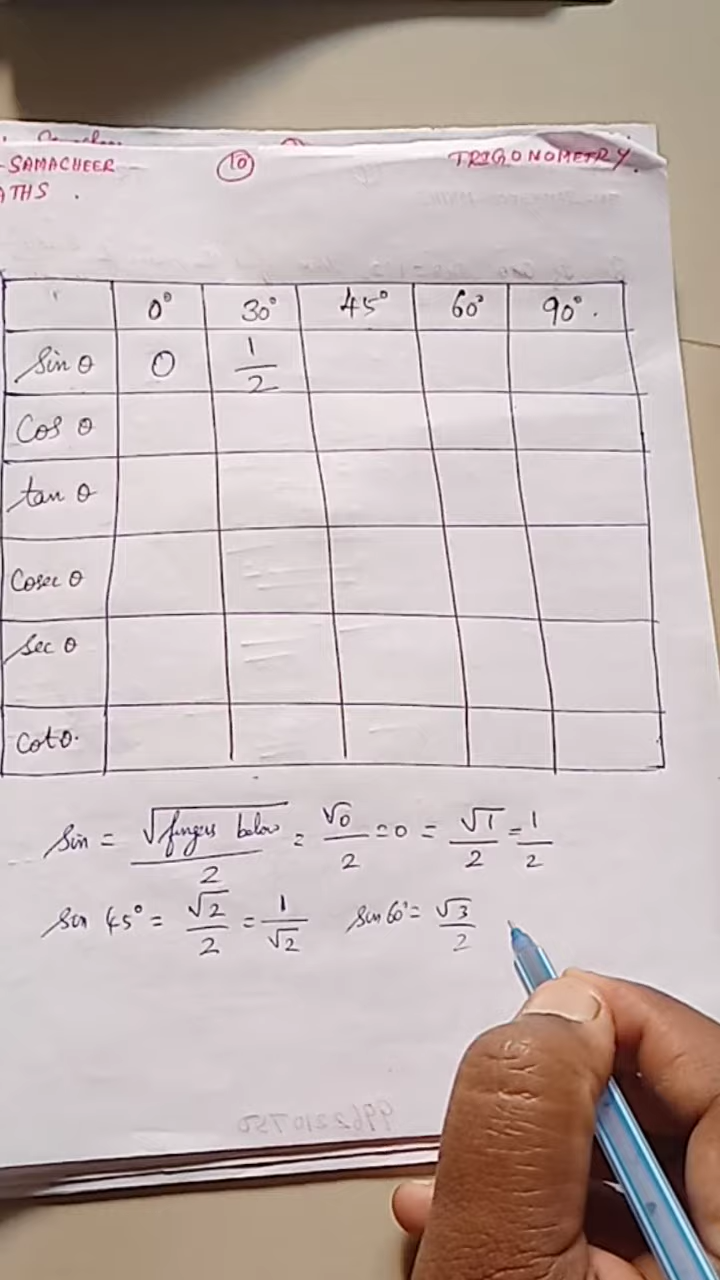 -SAMACHEER 10 TRIGONOMETRY.
ATHS .
0° 30° 45° 60° 90° .
Sin θ 0 1/2
Cos θ
tan θ
Cosec θ
Sec θ
Cot θ.
Sin = √fingers below/2 = √0/2 = 0 = √1/2 = 1/2
Sin 45° = √2/2 = 1/√2 Sin 60° = √3/2
9962210750